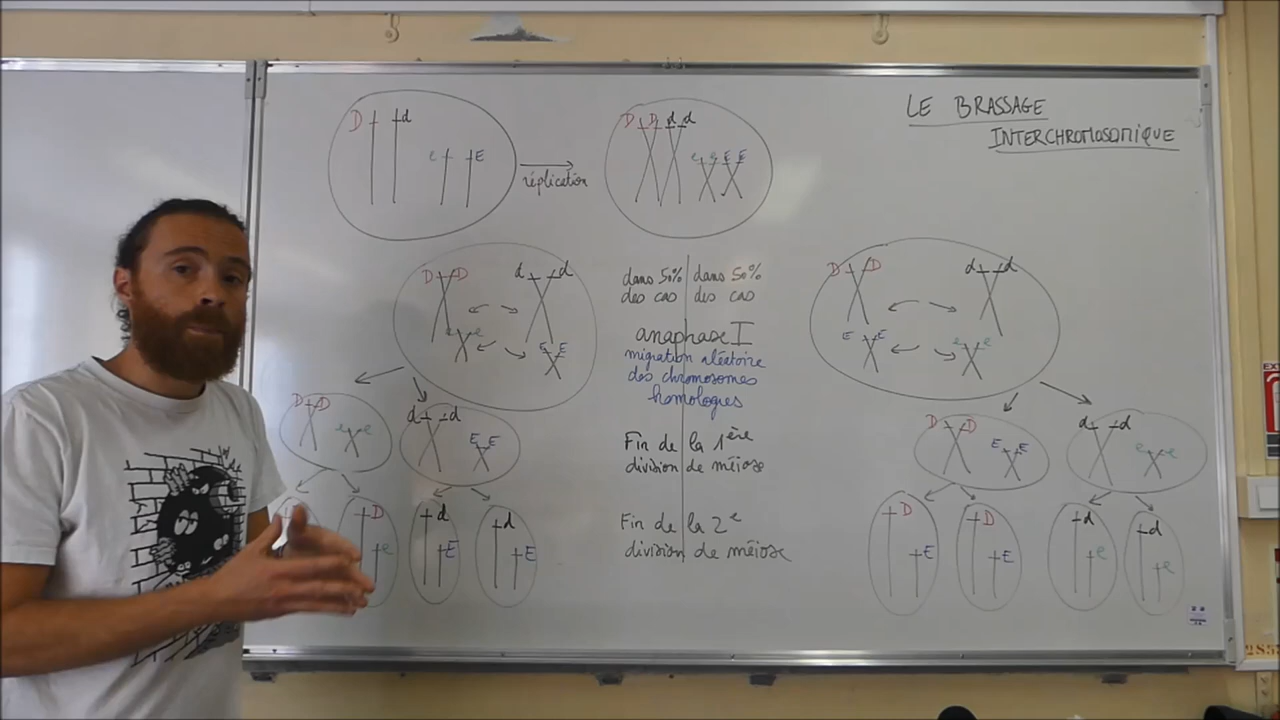 LE BRASSAGE
INTERCHROMOSOMIQUE
D d e E
réplication
D D d d e e E E
D D d d
e e E E
dans 50% dans 50%
des cas des cas
anaphase I
migration aléatoire
des chromosomes
homologues
D D d d
E E e e
D D e e
d d E E
Fin de la 1ère
division de méiose
D D E E
d d e e
D e
d E
d E
Fin de la 2e
division de méiose
D E
D E
d e
d e